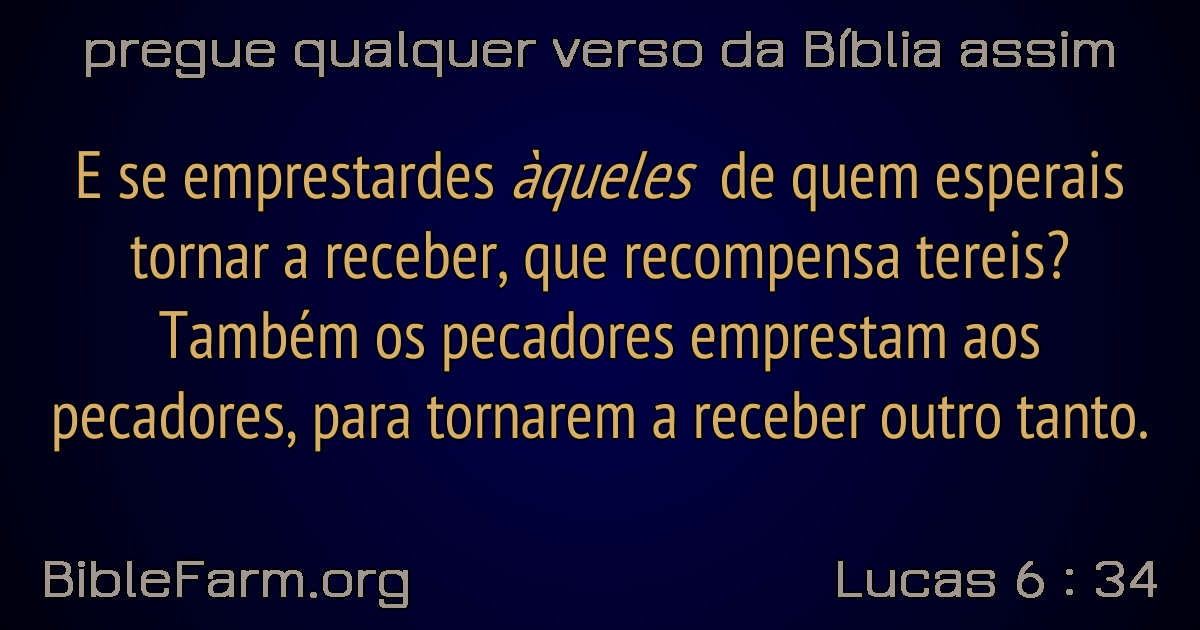 pregue qualquer verso da Bíblia assim
E se emprestardes àqueles de quem esperais
tornar a receber, que recompensa tereis?
Também os pecadores emprestam aos
pecadores, para tornarem a receber outro tanto.
BibleFarm.org
Lucas 6 : 34